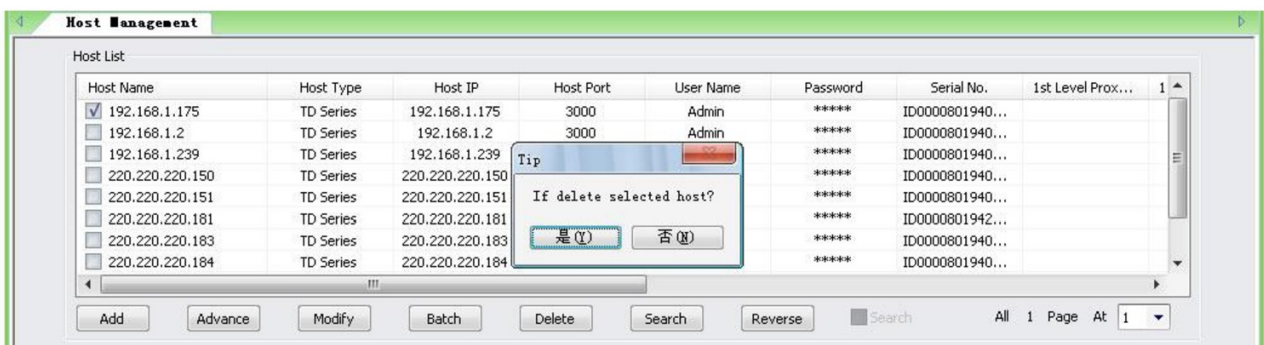 Host Management
Host List
Host Name Host Type Host IP Host Port User Name Password Serial No. 1st Level Prox... 1
192.168.1.175 TD Series 192.168.1.175 3000 Admin ***** ID0000801940...
192.168.1.2 TD Series 192.168.1.2 3000 Admin ***** ID0000801940...
192.168.1.239 TD Series 192.168.1.239 ***** ID0000801940...
220.220.220.150 TD Series 220.220.220.150 ***** ID0000801940...
220.220.220.151 TD Series 220.220.220.151 ***** ID0000801940...
220.220.220.181 TD Series 220.220.220.181 ***** ID0000801942...
220.220.220.183 TD Series 220.220.220.183 ***** ID0000801940...
220.220.220.184 TD Series 220.220.220.184 ***** ID0000801940...
Tip
If delete selected host?
是(Y) 否(N)
Add Advance Modify Batch Delete Search Reverse Search All 1 Page At 1